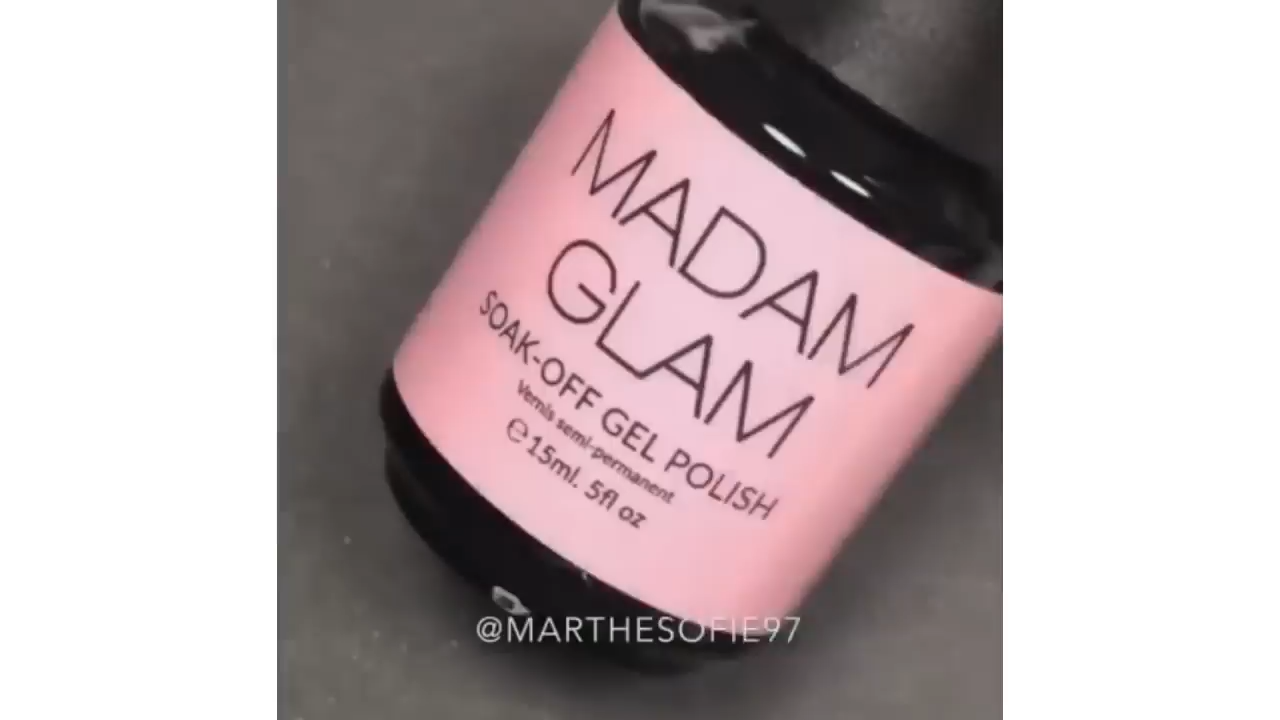 MADAM
GLAM
SOAK-OFF GEL POLISH
Vernis semi-permanent
℮ 15ml. 5fl oz
@MARTHESOFIE97